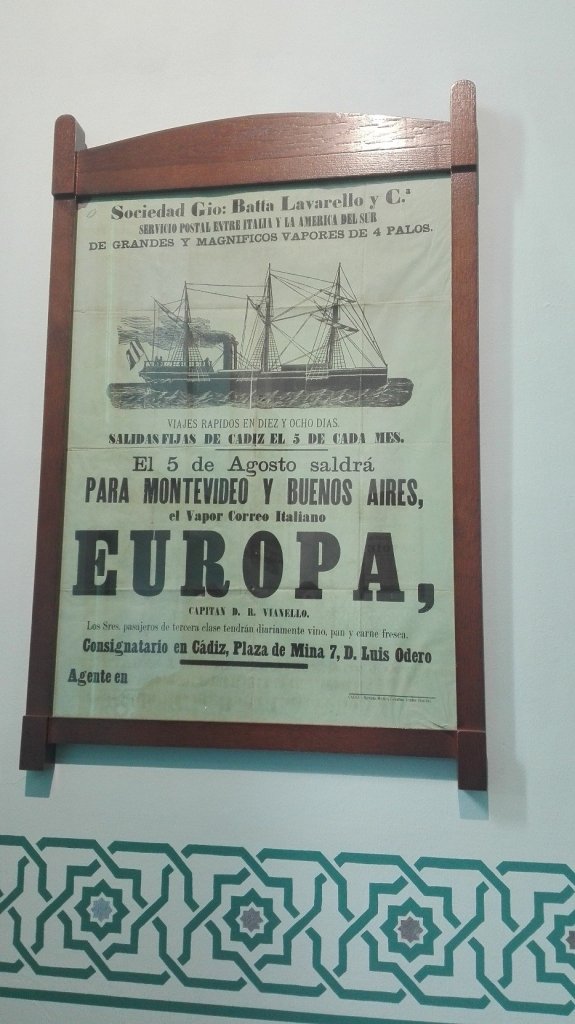 Sociedad Gio: Batta Lavarello y C.ª
SERVICIO POSTAL ENTRE ITALIA Y LA AMERICA DEL SUR
DE GRANDES Y MAGNIFICOS VAPORES DE 4 PALOS.
VIAJES RAPIDOS EN DIEZ Y OCHO DIAS.
SALIDAS FIJAS DE CADIZ EL 5 DE CADA MES.
El 5 de Agosto saldrá
PARA MONTEVIDEO Y BUENOS AIRES,
el Vapor Correo Italiano
EUROPA,
CAPITAN D. R. VIANELLO.
Los Sres. pasajeros de tercera clase tendrán diariamente vino, pan y carne fresca.
Consignatario en Cádiz, Plaza de Mina 7, D. Luis Odero
Agente en